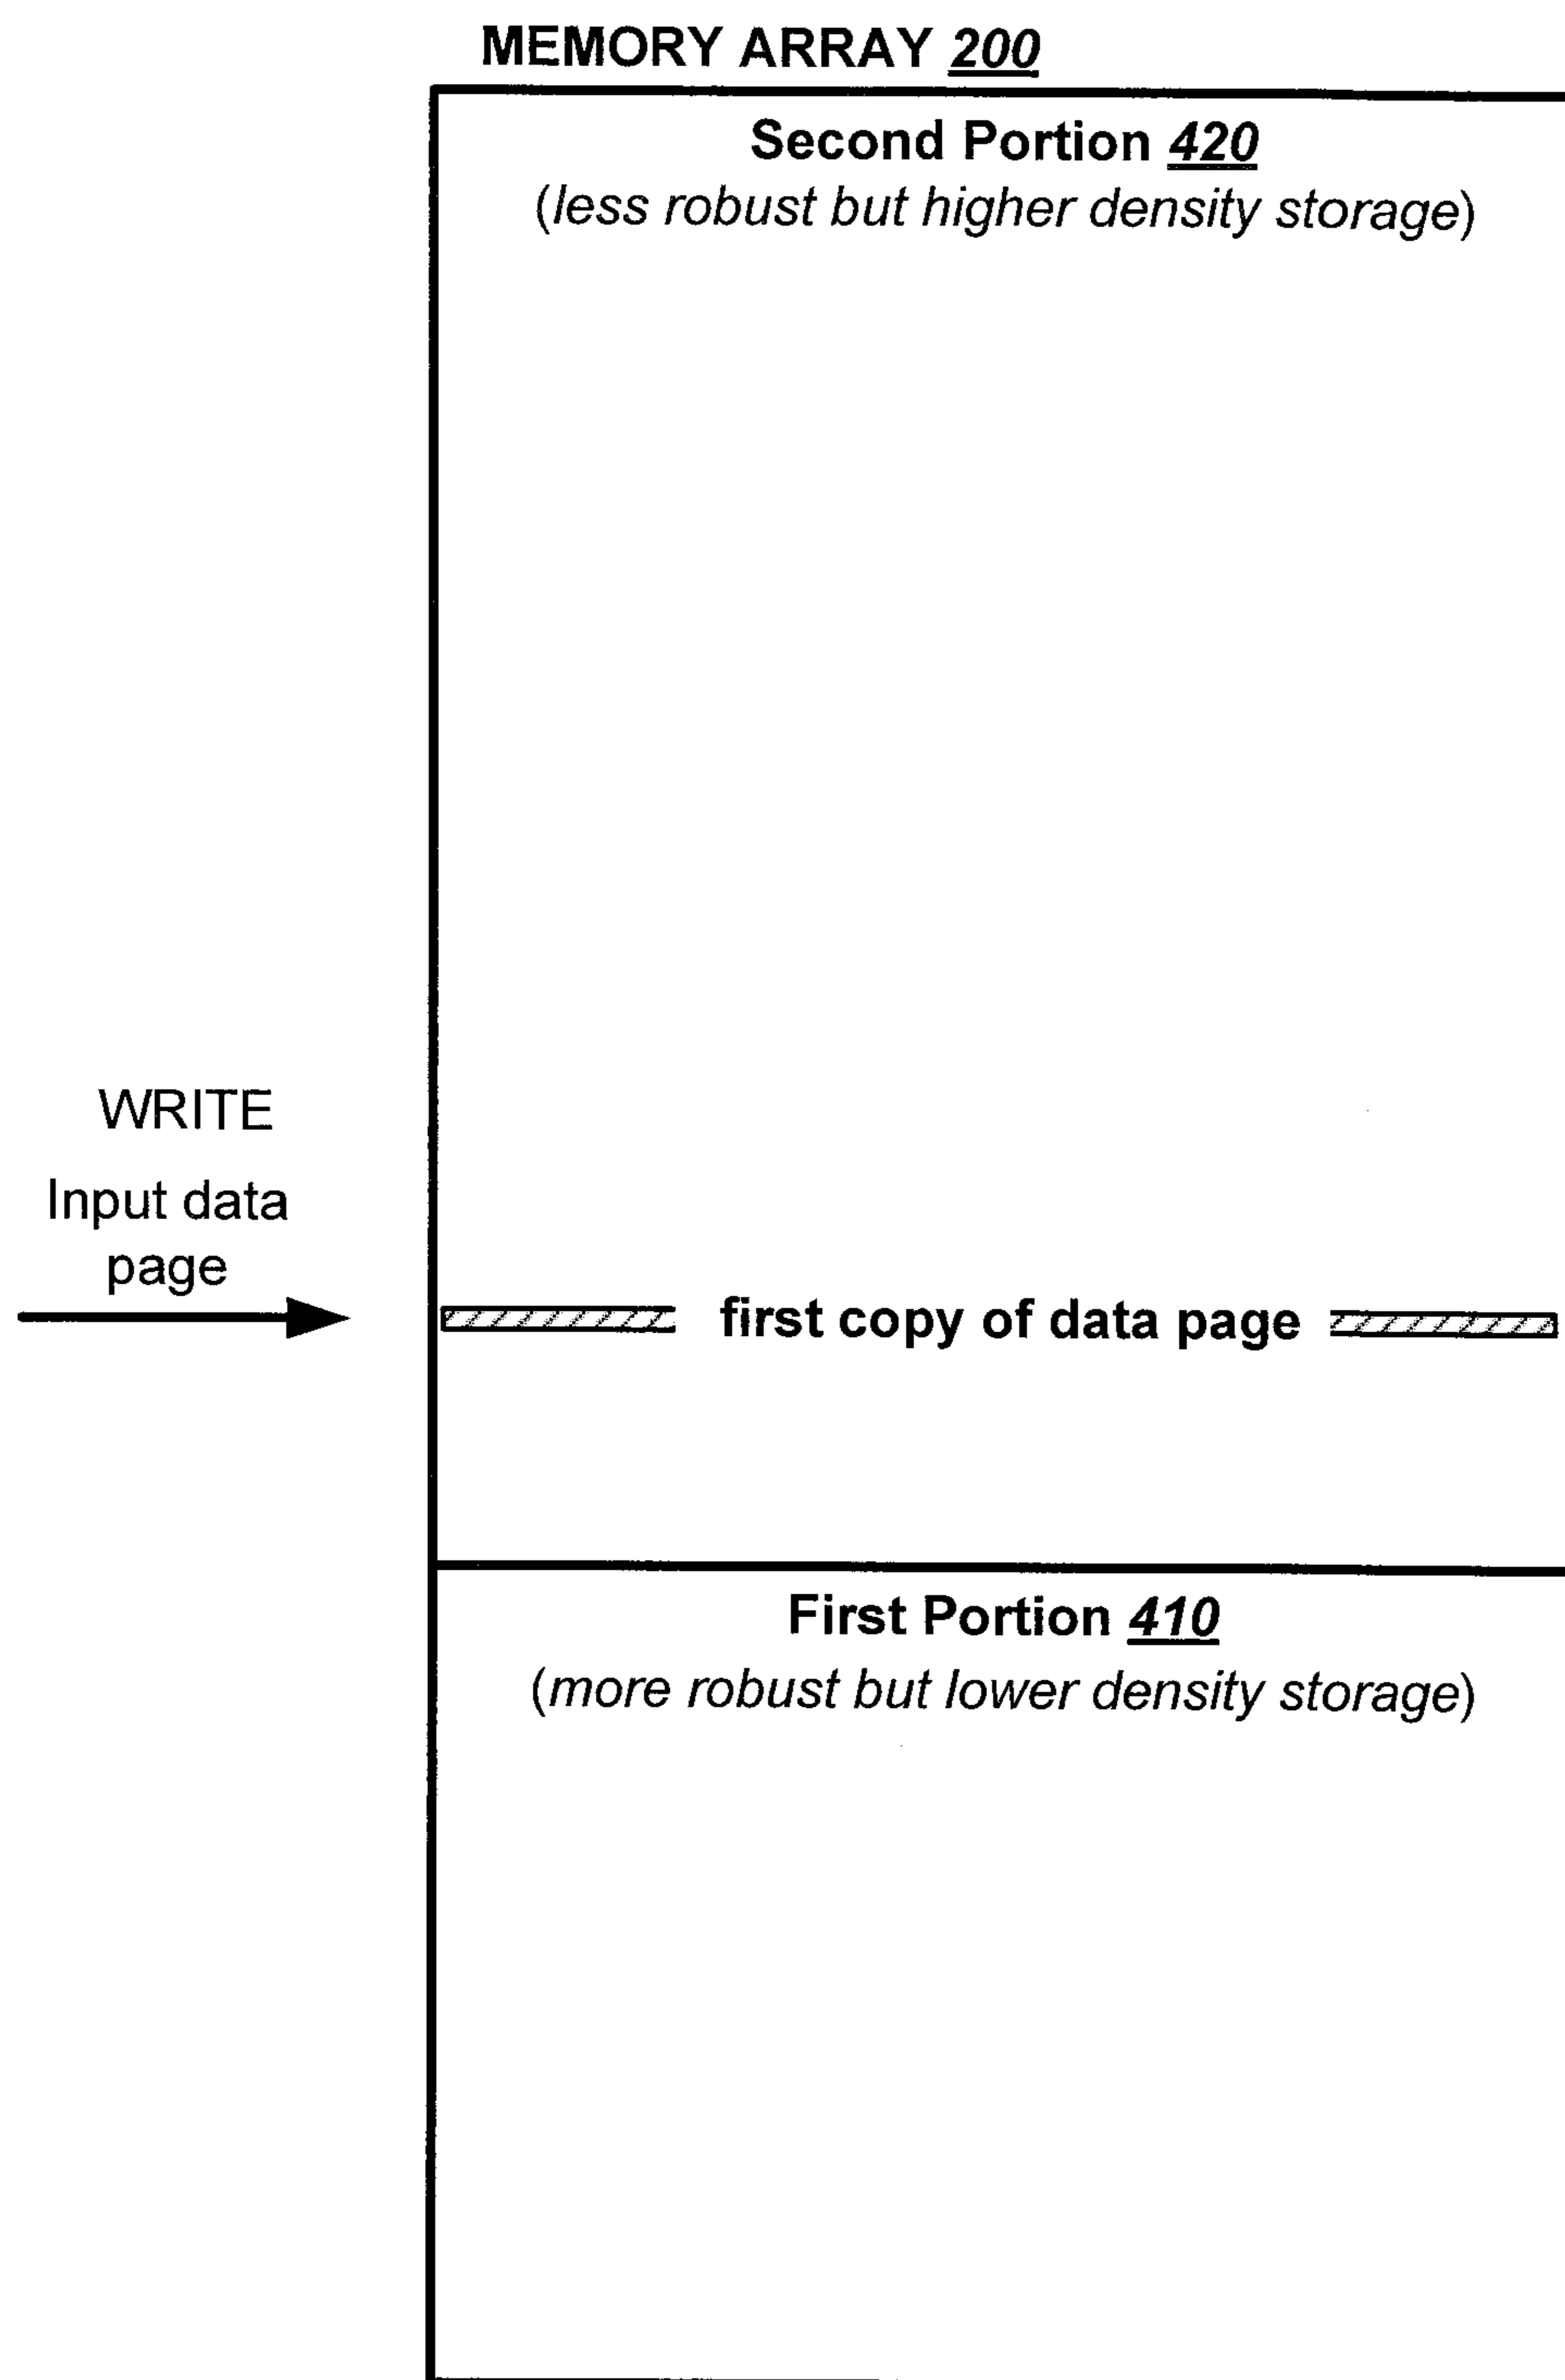 MEMORY ARRAY 200
Second Portion 420
(less robust but higher density storage)
WRITE
Input data
page
first copy of data page
First Portion 410
(more robust but lower density storage)